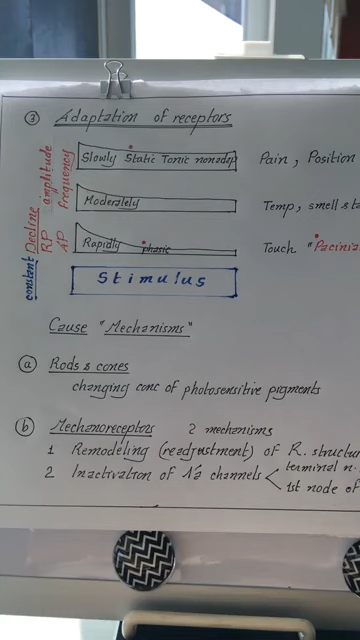 ③ Adaptation of receptors
constant Decline RP amplitude
AP frequency
Slowly Static Tonic nonadap
Pain, Position
Moderately
Temp, smell s ta
Rapidly phasic
Touch "Pacinia
Stimulus
Cause "Mechanisms"
ⓐ Rods & cones
changing conc of photosensitive pigments
ⓑ Mechanoreceptors 2 mechanisms
1 Remodeling (readjustment) of R. structur
2 Inactivation of Na channels < terminal n.
1st node of